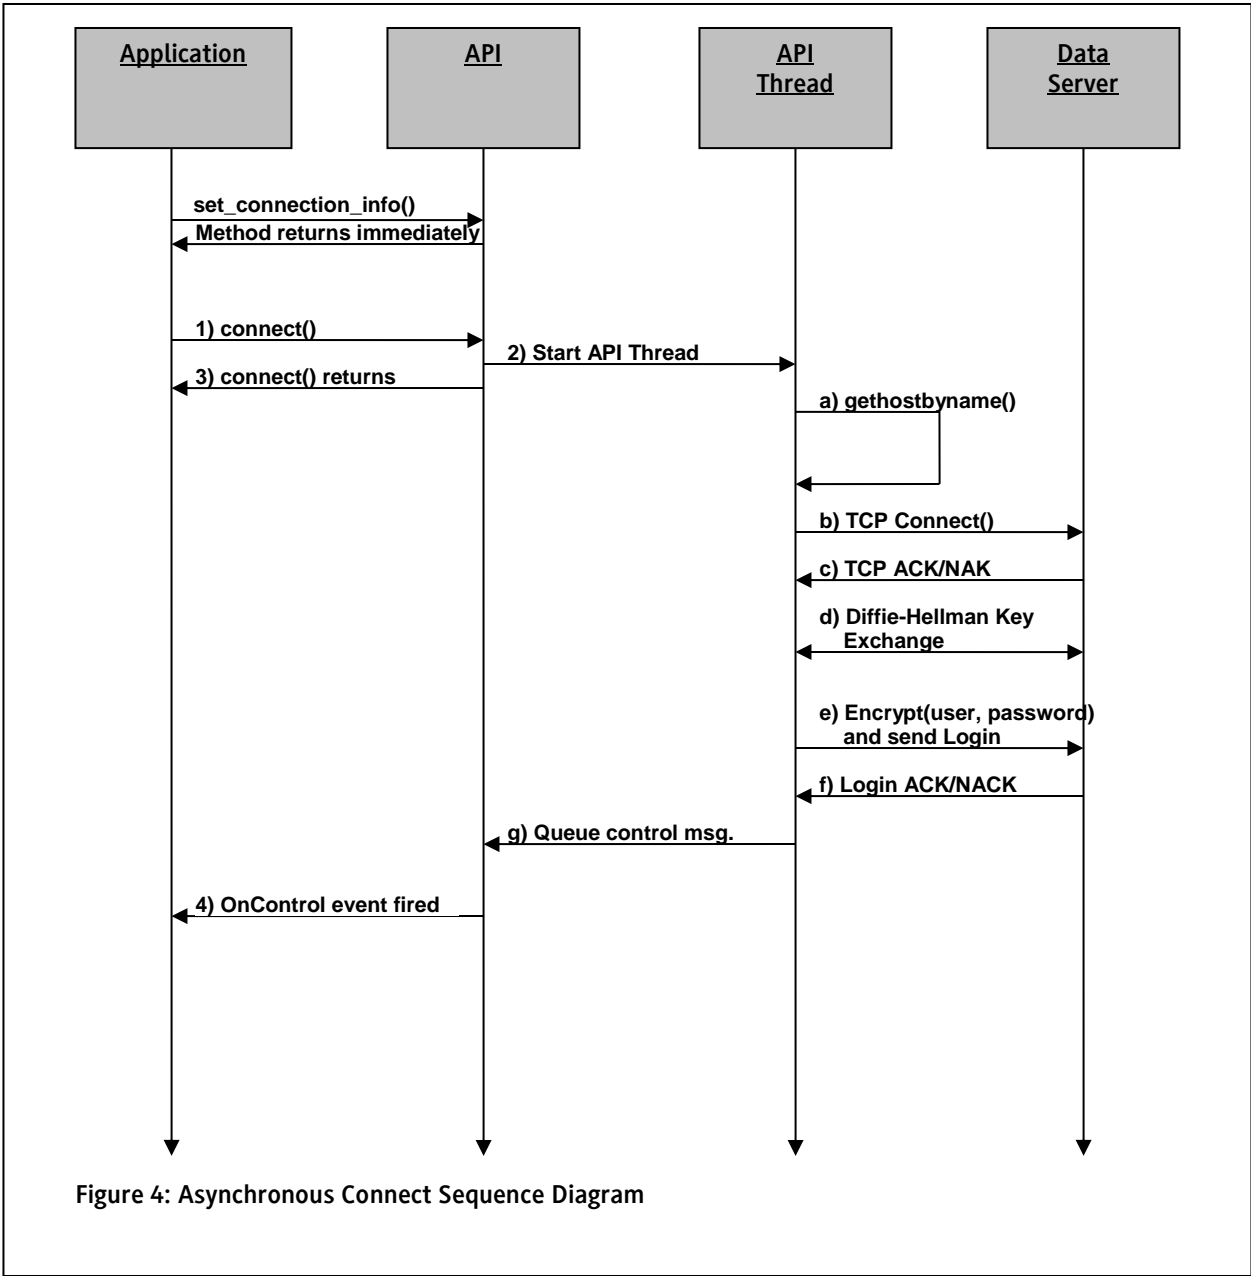 Application
API
API
Thread
Data
Server
set_connection_info()
Method returns immediately
1) connect()
2) Start API Thread
3) connect() returns
a) gethostbyname()
b) TCP Connect()
c) TCP ACK/NAK
d) Diffie-Hellman Key
Exchange
e) Encrypt(user, password)
and send Login
f) Login ACK/NACK
g) Queue control msg.
4) OnControl event fired
Figure 4: Asynchronous Connect Sequence Diagram